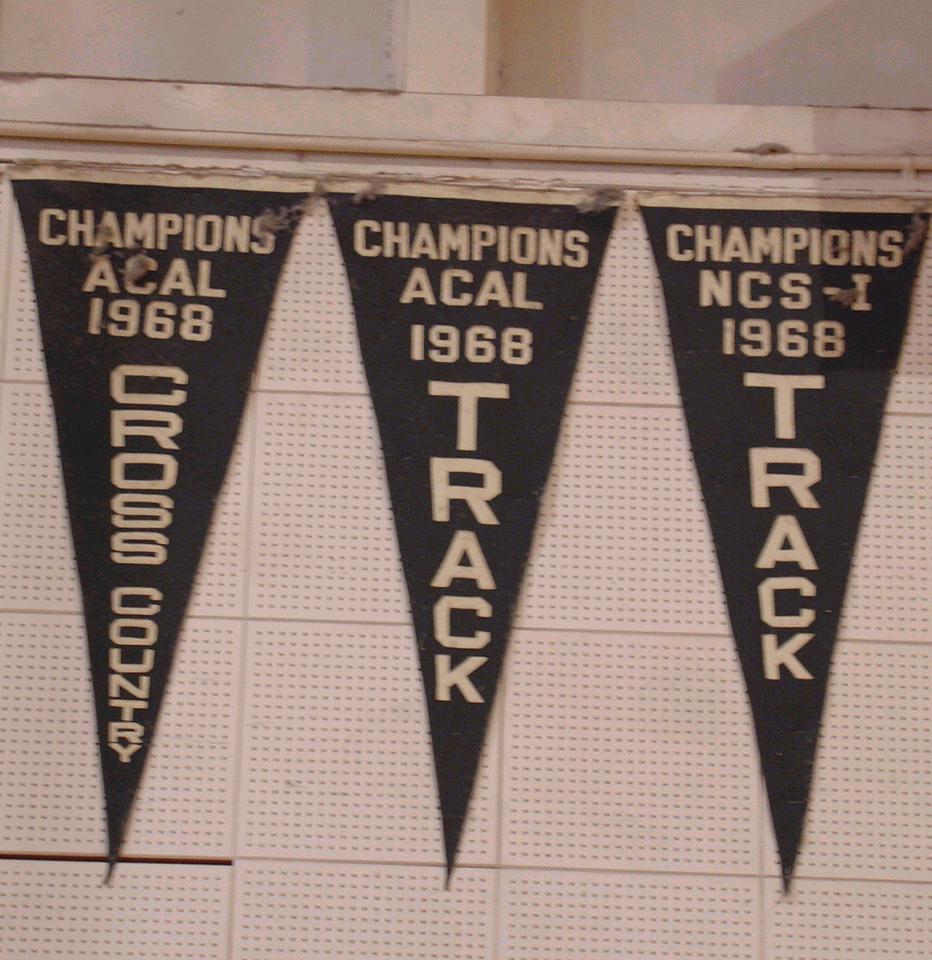 CHAMPIONS
ACAL
1968
CROSS COUNTRY
CHAMPIONS
ACAL
1968
TRACK
CHAMPIONS
NCS-I
1968
TRACK